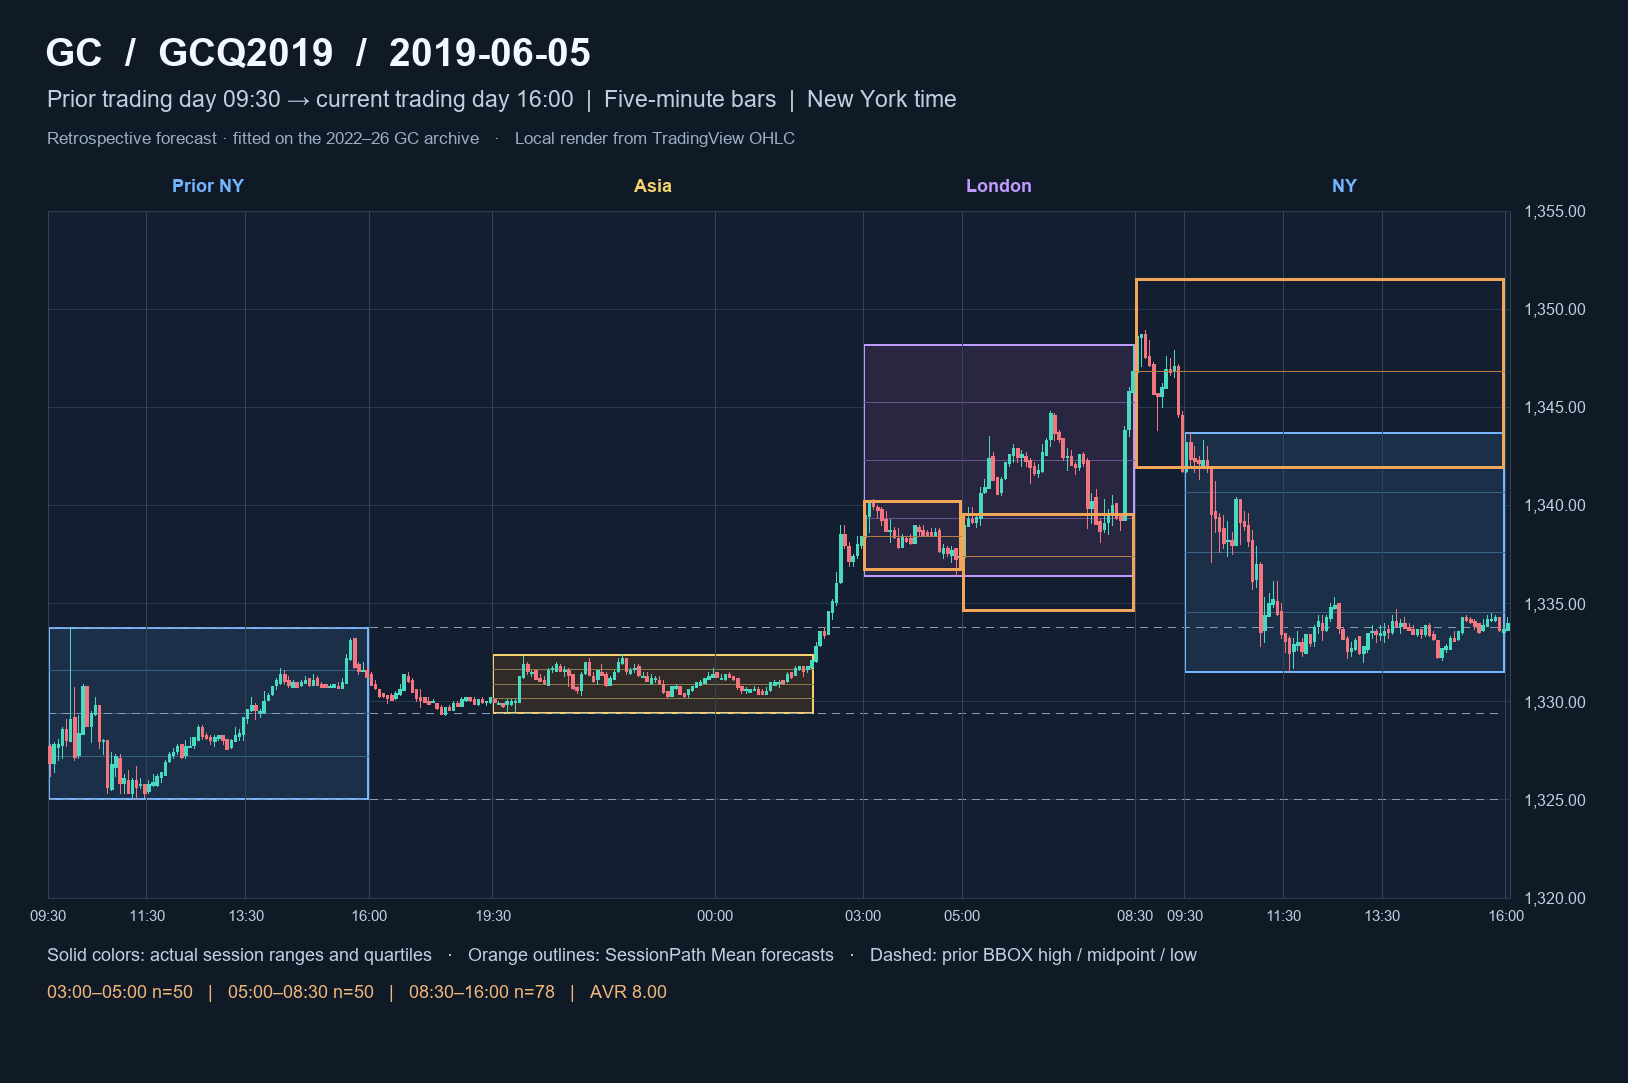 GC / GCQ2019 / 2019-06-05
Prior trading day 09:30 → current trading day 16:00 | Five-minute bars | New York time
Retrospective forecast · fitted on the 2022–26 GC archive · Local render from TradingView OHLC
Prior NY Asia London NY
1,355.00
1,350.00
1,345.00
1,340.00
1,335.00
1,330.00
1,325.00
1,320.00
09:30 11:30 13:30 16:00 19:30 00:00 03:00 05:00 08:30 09:30 11:30 13:30 16:00
Solid colors: actual session ranges and quartiles · Orange outlines: SessionPath Mean forecasts · Dashed: prior BBOX high / midpoint / low
03:00–05:00 n=50 | 05:00–08:30 n=50 | 08:30–16:00 n=78 | AVR 8.00